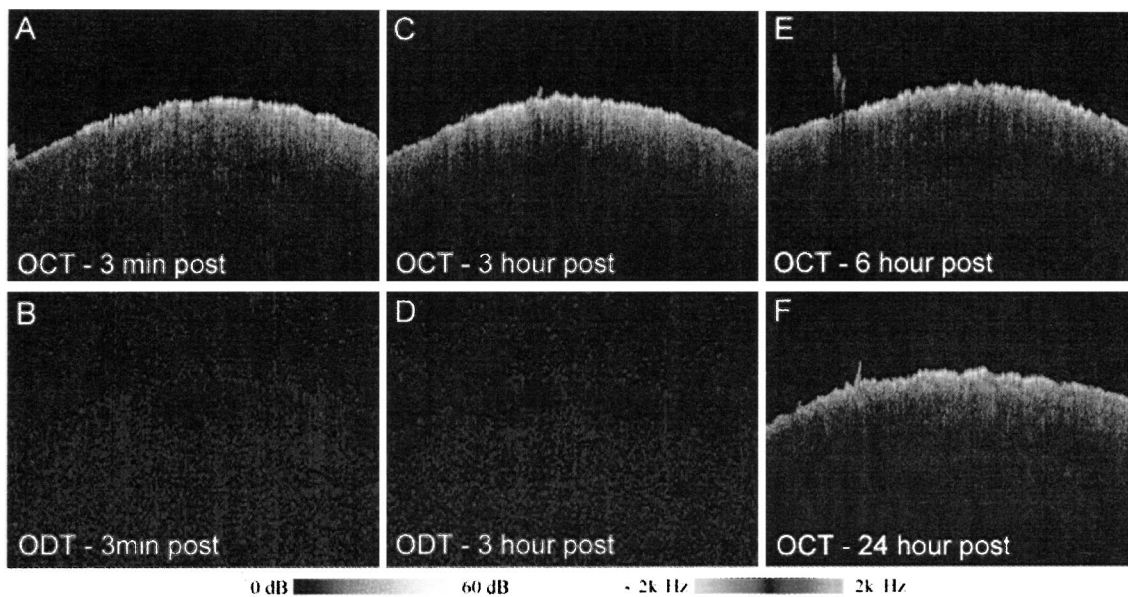 A
OCT - 3 min post
C
OCT - 3 hour post
E
OCT - 6 hour post
B
ODT - 3min post
D
ODT - 3 hour post
F
OCT - 24 hour post
0 dB 60 dB - 2k Hz 2k Hz